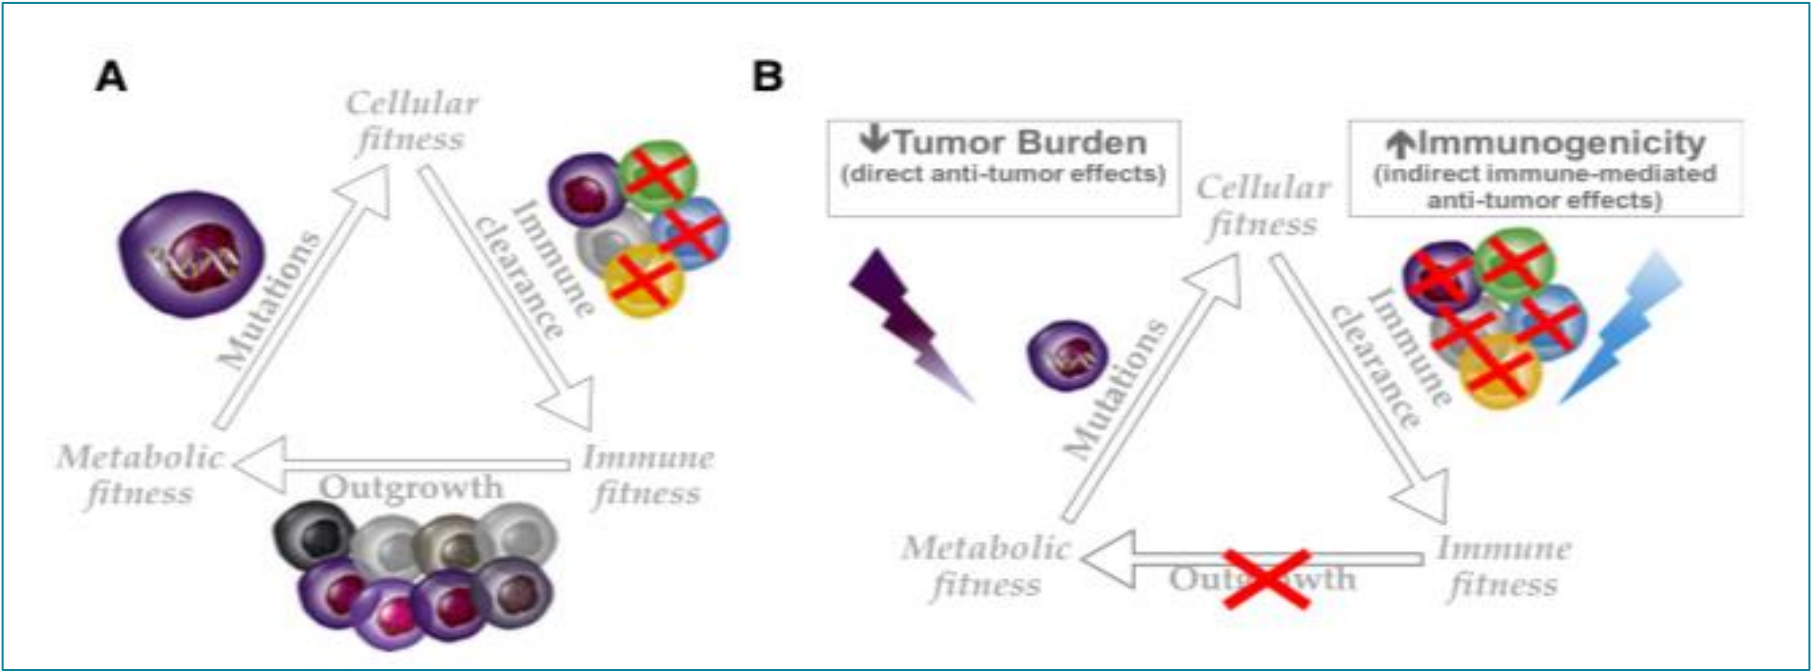 A
Cellular
fitness
Mutations
Immune
clearance
Metabolic
fitness
Outgrowth
Immune
fitness
B
🡫Tumor Burden
(direct anti-tumor effects)
🡩Immunogenicity
(indirect immune-mediated
anti-tumor effects)
Cellular
fitness
Mutations
Immune
clearance
Metabolic
fitness
Outgrowth
Immune
fitness